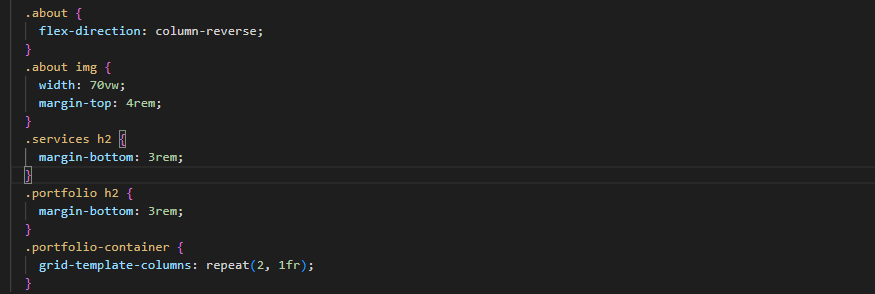 .about {
  flex-direction: column-reverse;
}
.about img {
  width: 70vw;
  margin-top: 4rem;
}
.services h2 {
  margin-bottom: 3rem;
}
.portfolio h2 {
  margin-bottom: 3rem;
}
.portfolio-container {
  grid-template-columns: repeat(2, 1fr);
}